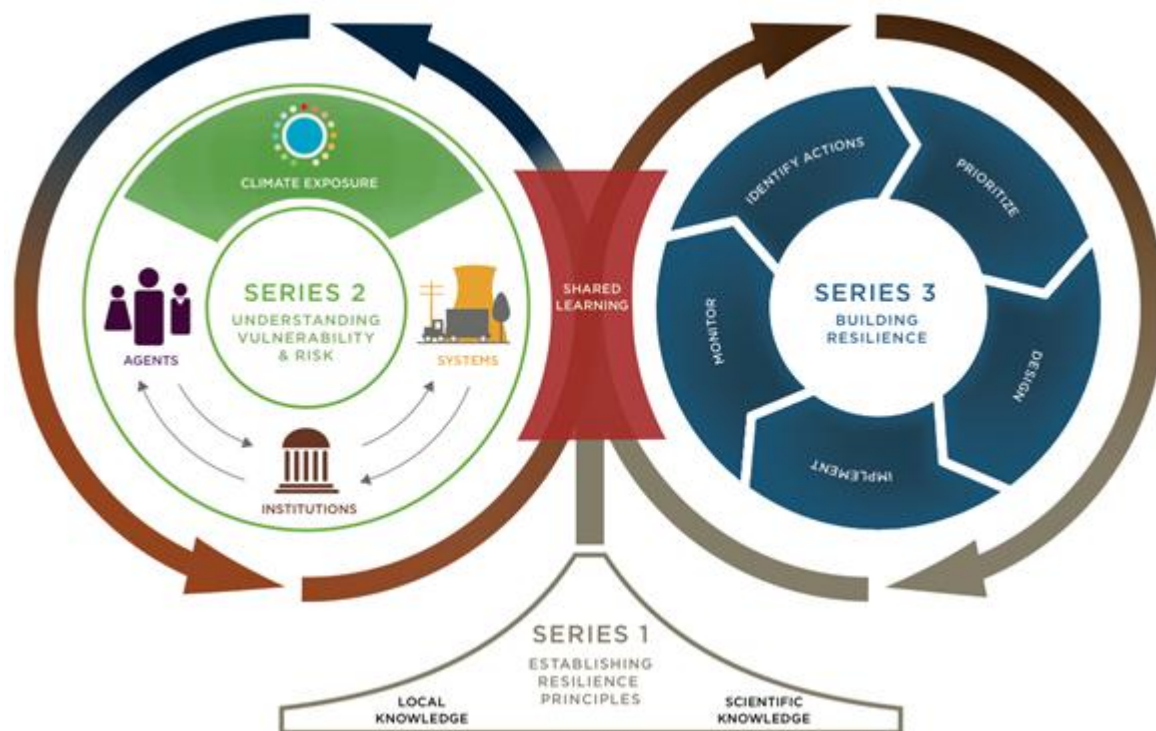 CLIMATE EXPOSURE
SERIES 2
UNDERSTANDING
VULNERABILITY
& RISK
AGENTS
SYSTEMS
INSTITUTIONS
SHARED
LEARNING
SERIES 3
BUILDING
RESILIENCE
IDENTIFY ACTIONS
PRIORITIZE
DESIGN
IMPLEMENT
MONITOR
SERIES 1
ESTABLISHING
RESILIENCE
PRINCIPLES
LOCAL
KNOWLEDGE
SCIENTIFIC
KNOWLEDGE